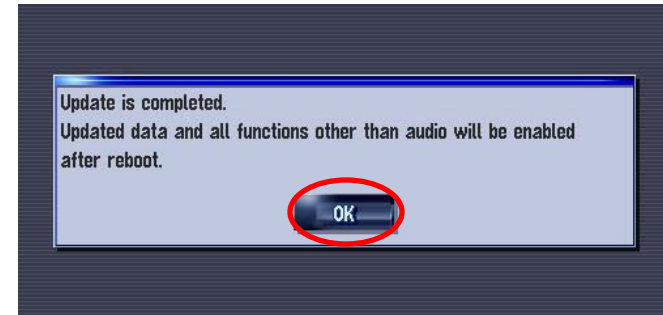 Update is completed.
Updated data and all functions other than audio will be enabled
after reboot.
OK